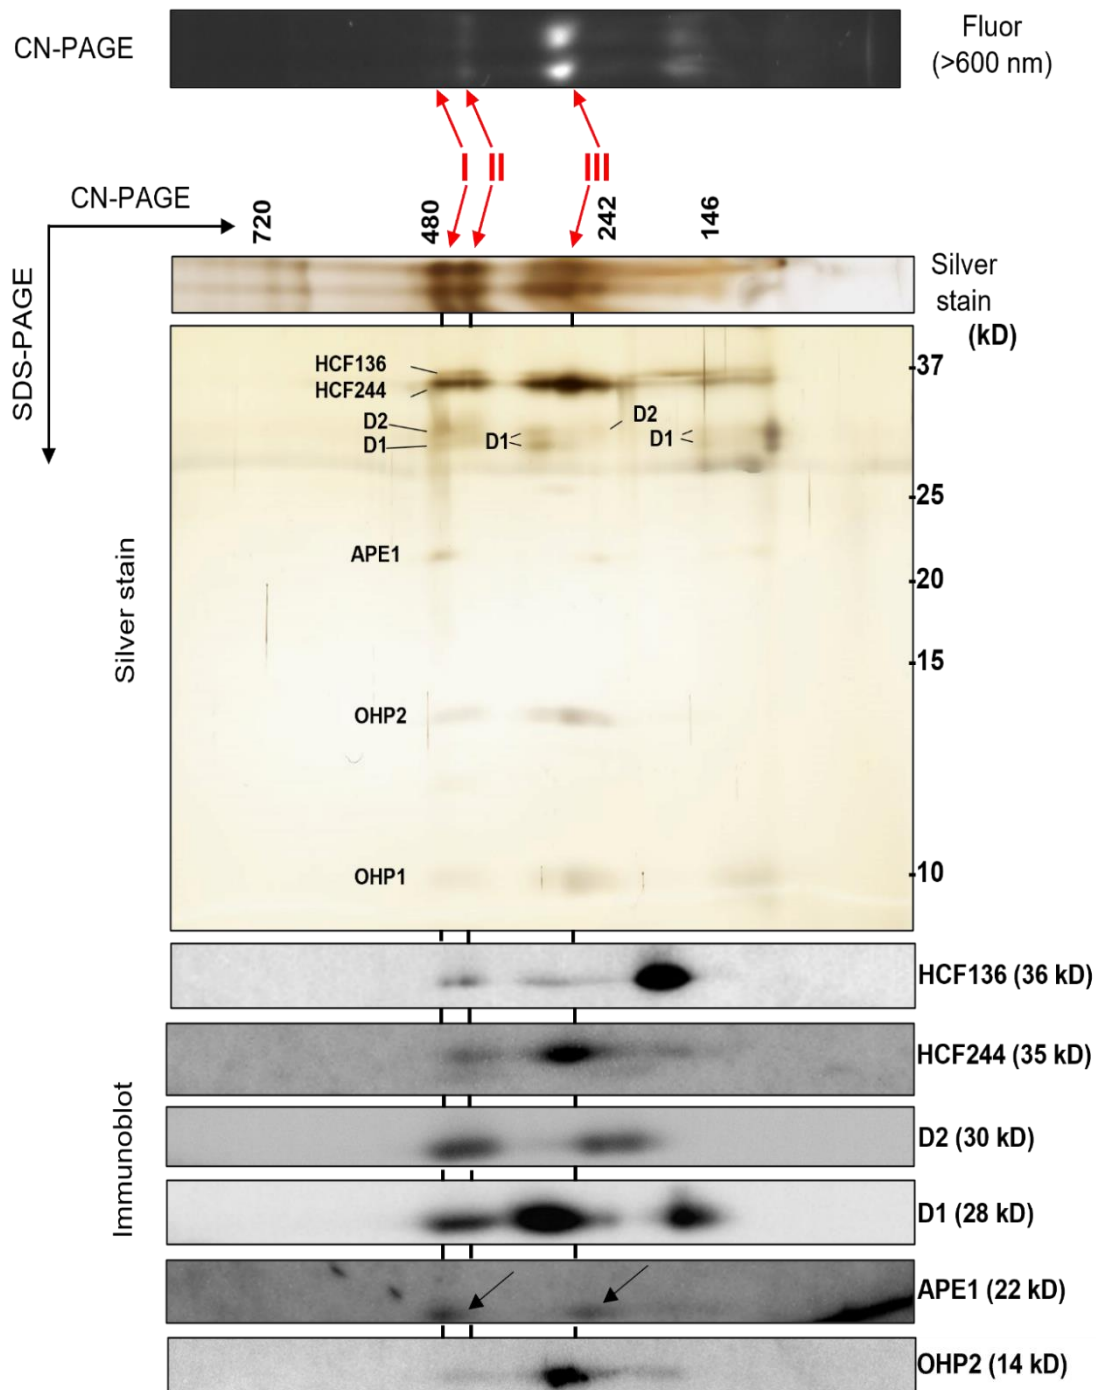 CN-PAGE
Fluor
(>600 nm)
I II III
CN-PAGE
720 480 242 146
SDS-PAGE
Silver
stain
(kD)
HCF136
HCF244
D2
D1
D1
D2
D1
APE1
OHP2
OHP1
-37
-25
-20
-15
-10
Silver stain
Immunoblot
HCF136 (36 kD)
HCF244 (35 kD)
D2 (30 kD)
D1 (28 kD)
APE1 (22 kD)
OHP2 (14 kD)